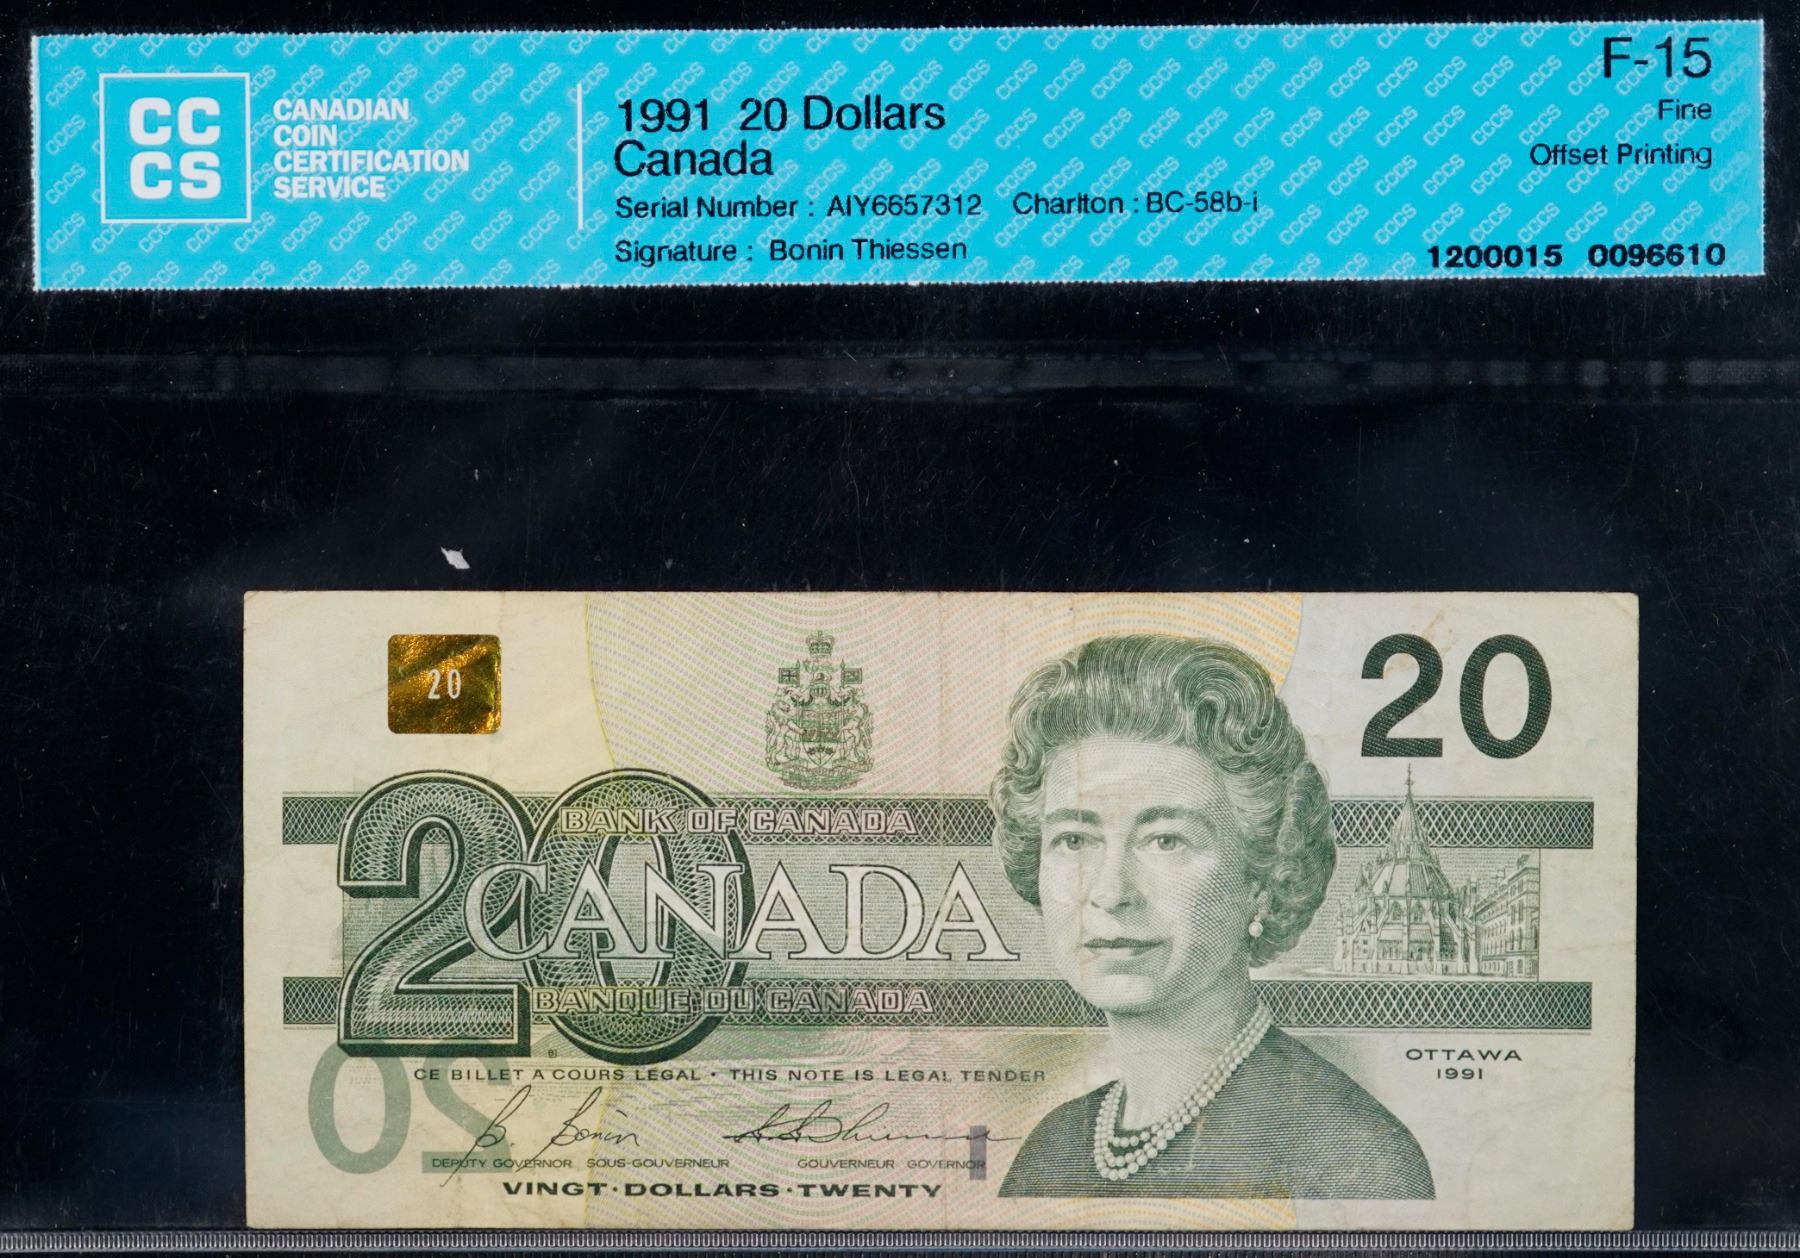 CC
CS
CANADIAN
COIN
CERTIFICATION
SERVICE
1991 20 Dollars
Canada
Serial Number : AIY6657312 Charlton : BC-58b-i
Signature : Bonin Thiessen
F-15
Fine
Offset Printing
1200015 0096610
20
20
20
BANK OF CANADA
CANADA
BANQUE DU CANADA
OTTAWA
1991
CE BILLET A COURS LEGAL • THIS NOTE IS LEGAL TENDER
20
B. Bonin
DEPUTY GOVERNOR SOUS-GOUVERNEUR GOUVERNEUR GOVERNOR
VINGT·DOLLARS·TWENTY